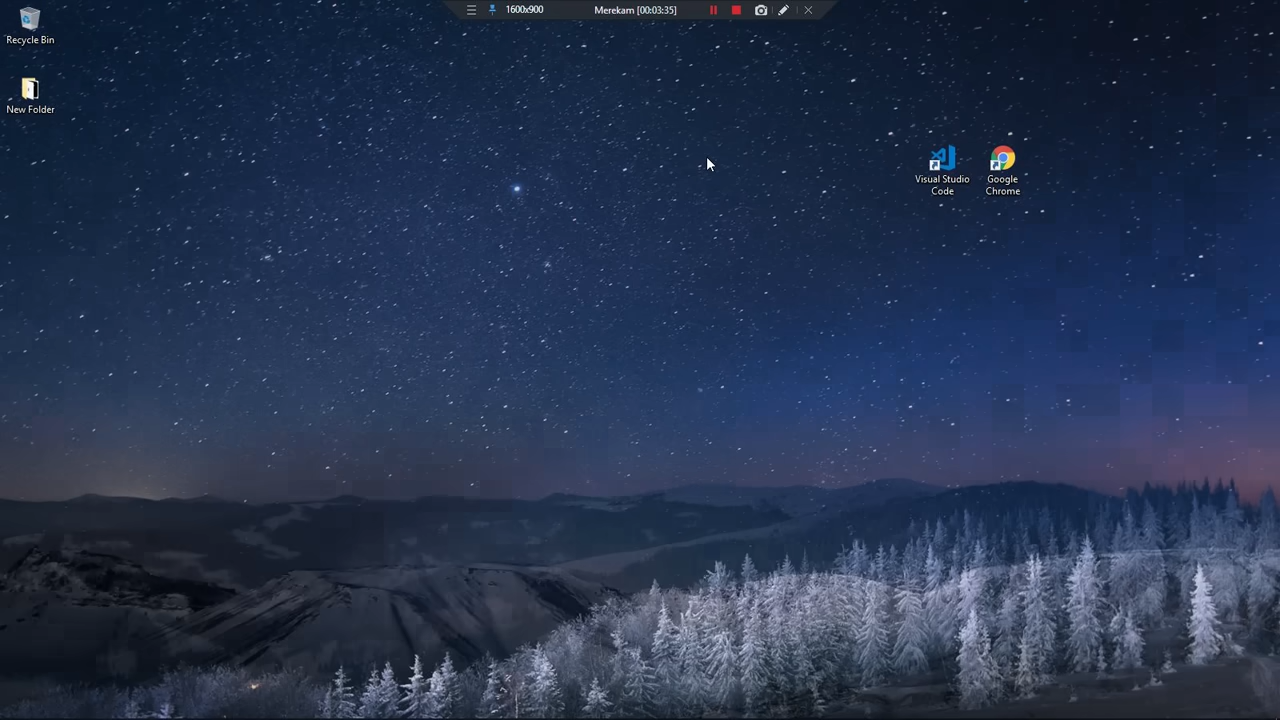 1600x900
Merekam [00:03:35]
Recycle Bin
New Folder
Visual Studio
Code
Google
Chrome